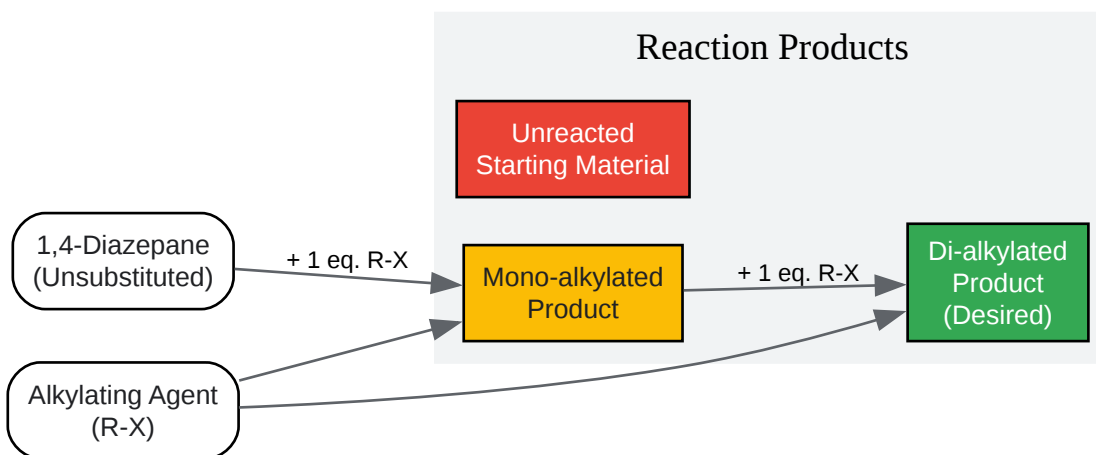 Reaction Products
Unreacted
Starting Material
1,4-Diazepane
(Unsubstituted)
+ 1 eq. R-X
Mono-alkylated
Product
+ 1 eq. R-X
Di-alkylated
Product
(Desired)
Alkylating Agent
(R-X)